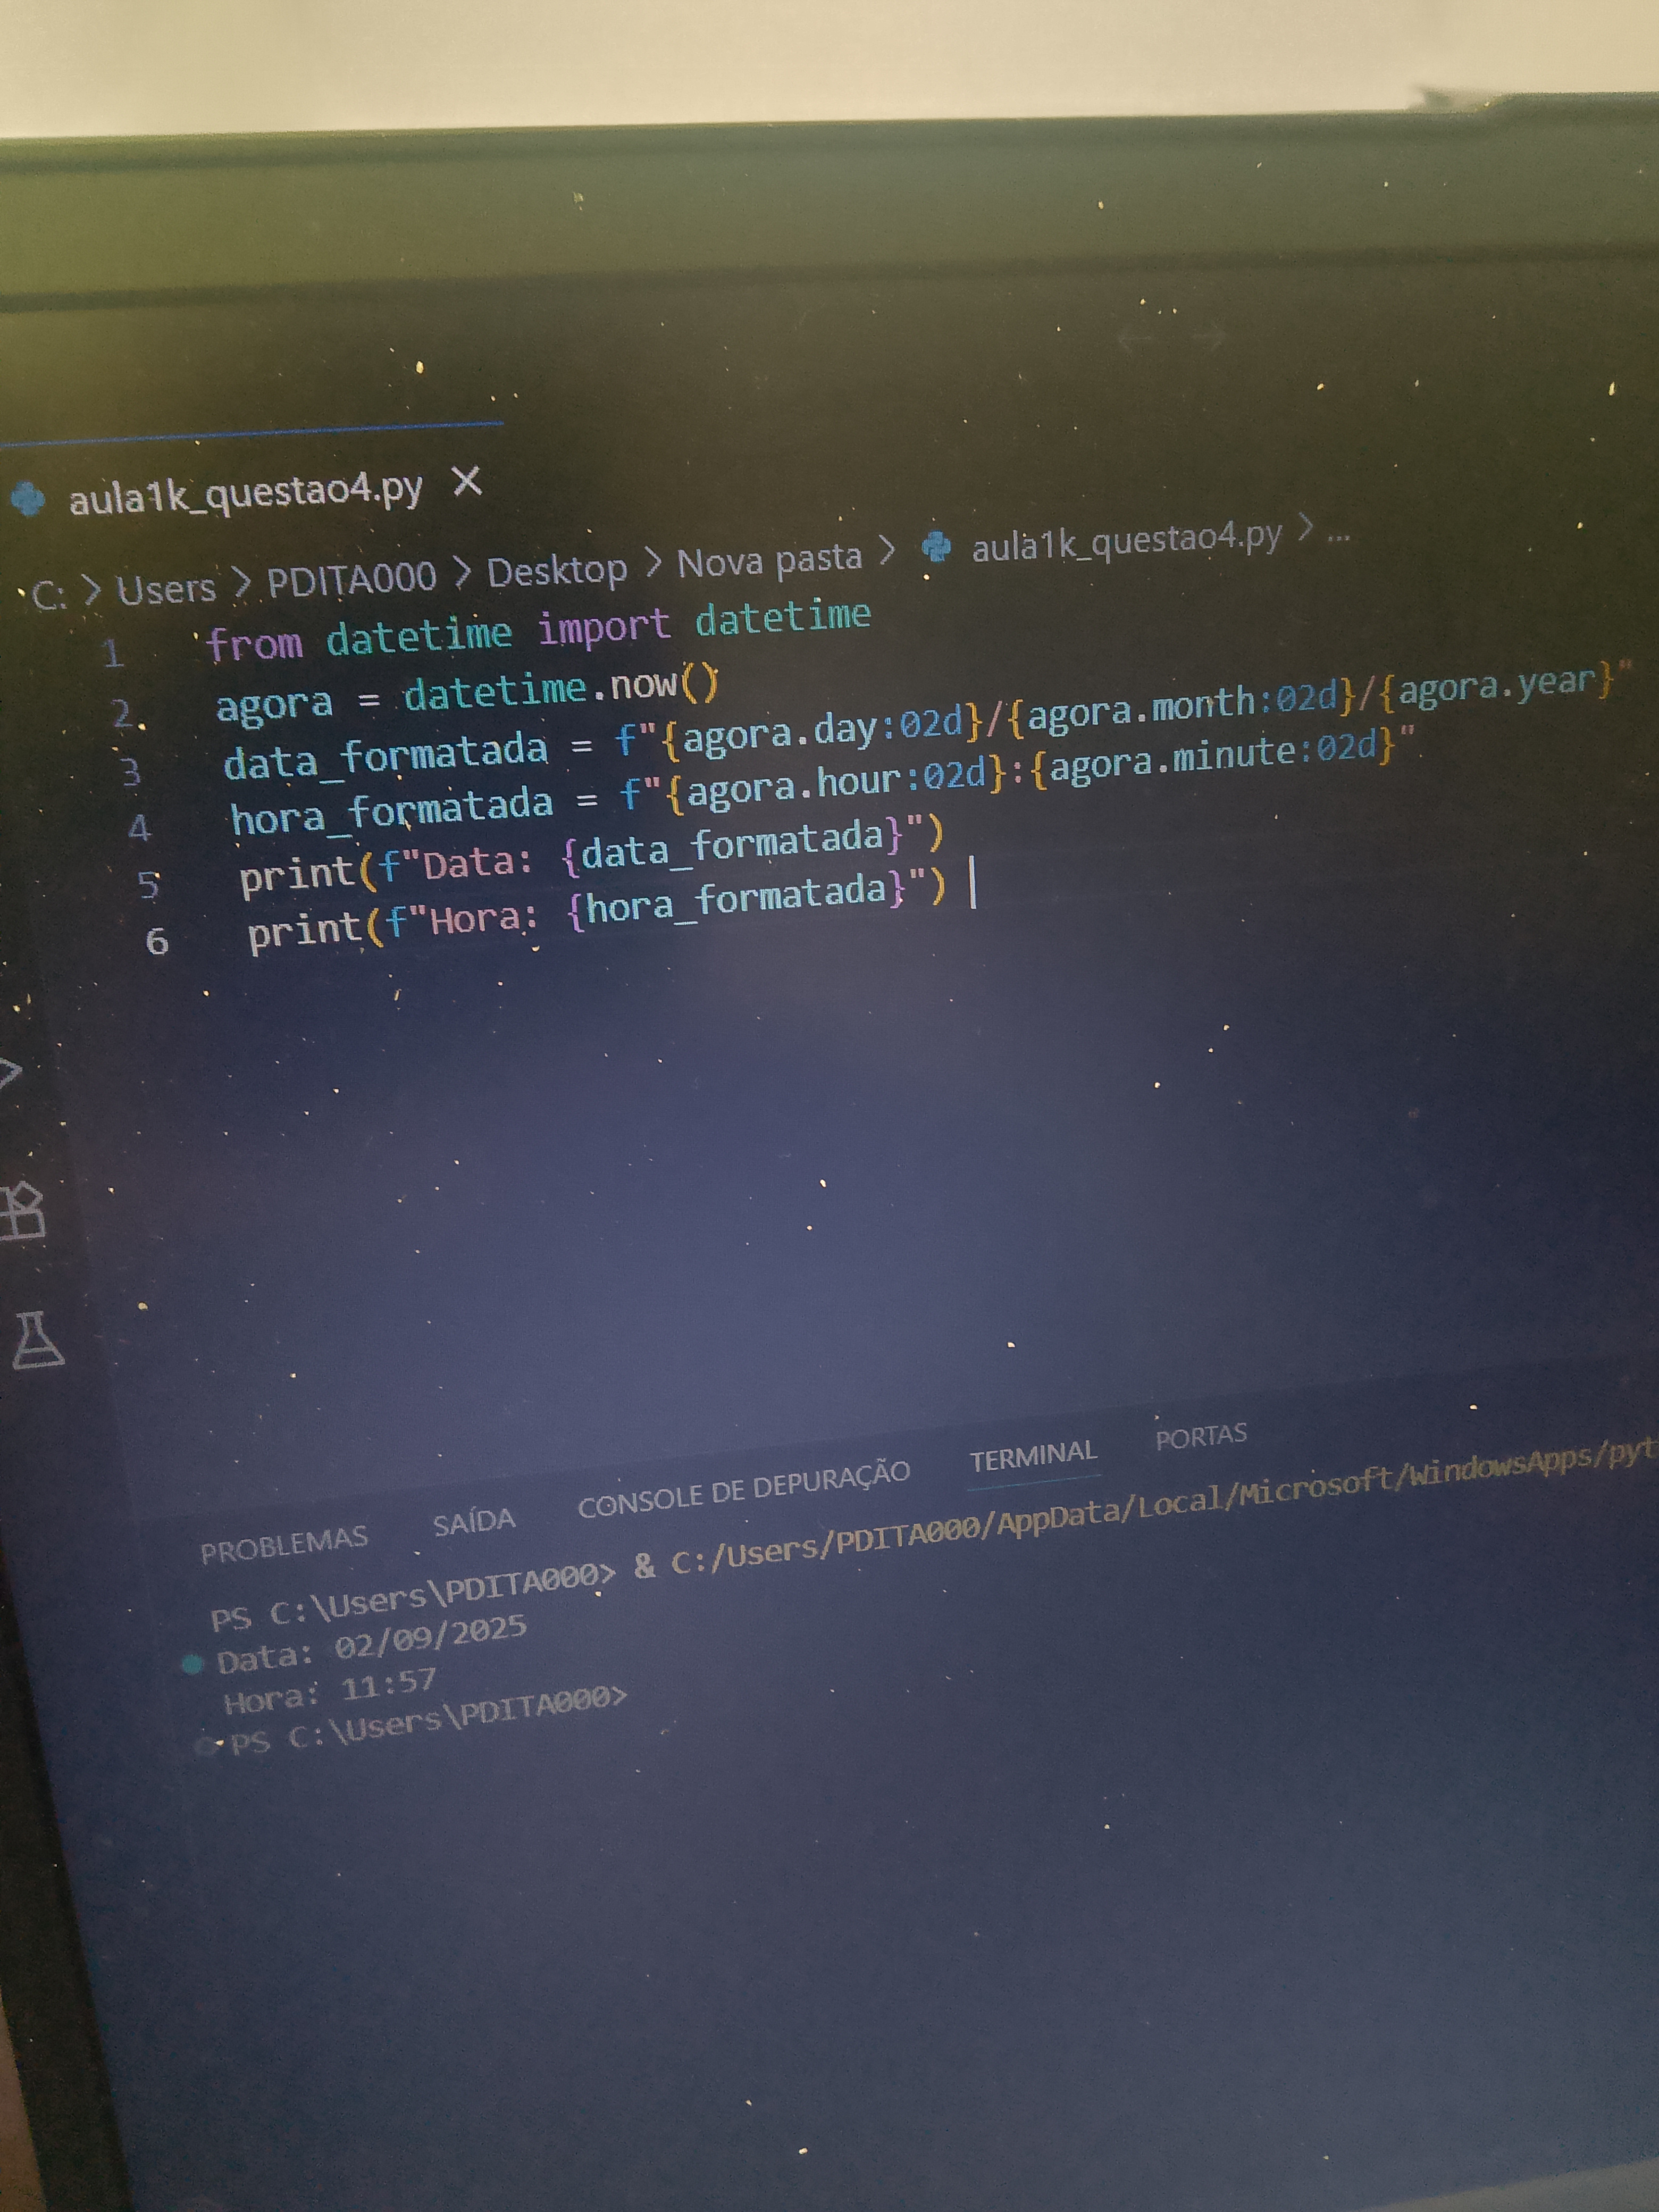 aula1k_questao4.py ×
C: > Users > PDITA000 > Desktop > Nova pasta > aula1k_questao4.py > ...
1 from datetime import datetime
2 agora = datetime.now()
3 data_formatada = f"{agora.day:02d}/{agora.month:02d}/{agora.year}"
4 hora_formatada = f"{agora.hour:02d}:{agora.minute:02d}"
5 print(f"Data: {data_formatada}")
6 print(f"Hora: {hora_formatada}")
PROBLEMAS SAÍDA CONSOLE DE DEPURAÇÃO TERMINAL PORTAS
PS C:\Users\PDITA000> & C:/Users/PDITA000/AppData/Local/Microsoft/WindowsApps/pyt
Data: 02/09/2025
Hora: 11:57
PS C:\Users\PDITA000>